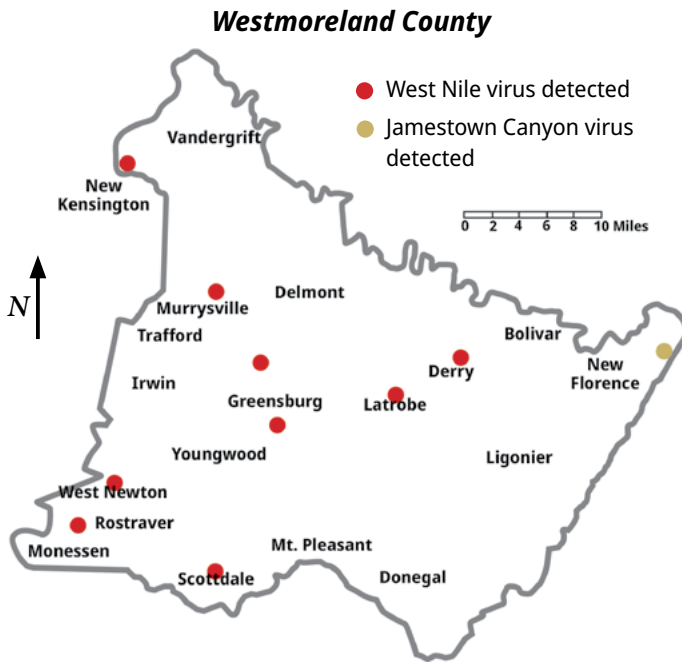 Westmoreland County
West Nile virus detected
Jamestown Canyon virus
detected
Vandergrift
New
Kensington
0 2 4 6 8 10 Miles
N
Murrysville
Delmont
Trafford
Bolivar
Irwin
Derry
New
Florence
Greensburg
Latrobe
Youngwood
Ligonier
West Newton
Rostraver
Monessen
Mt. Pleasant
Scottdale
Donegal